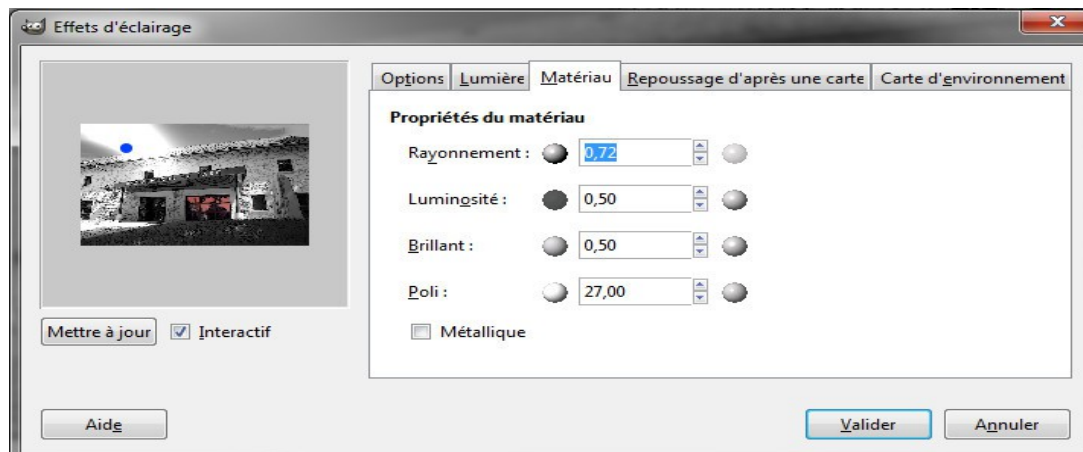 Effets d'éclairage
Options Lumière Matériau Repoussage d'après une carte Carte d'environnement
Propriétés du matériau
Rayonnement : 0,72
Luminosité : 0,50
Brillant : 0,50
Poli : 27,00
Métallique
Mettre à jour Interactif
Aide Valider Annuler